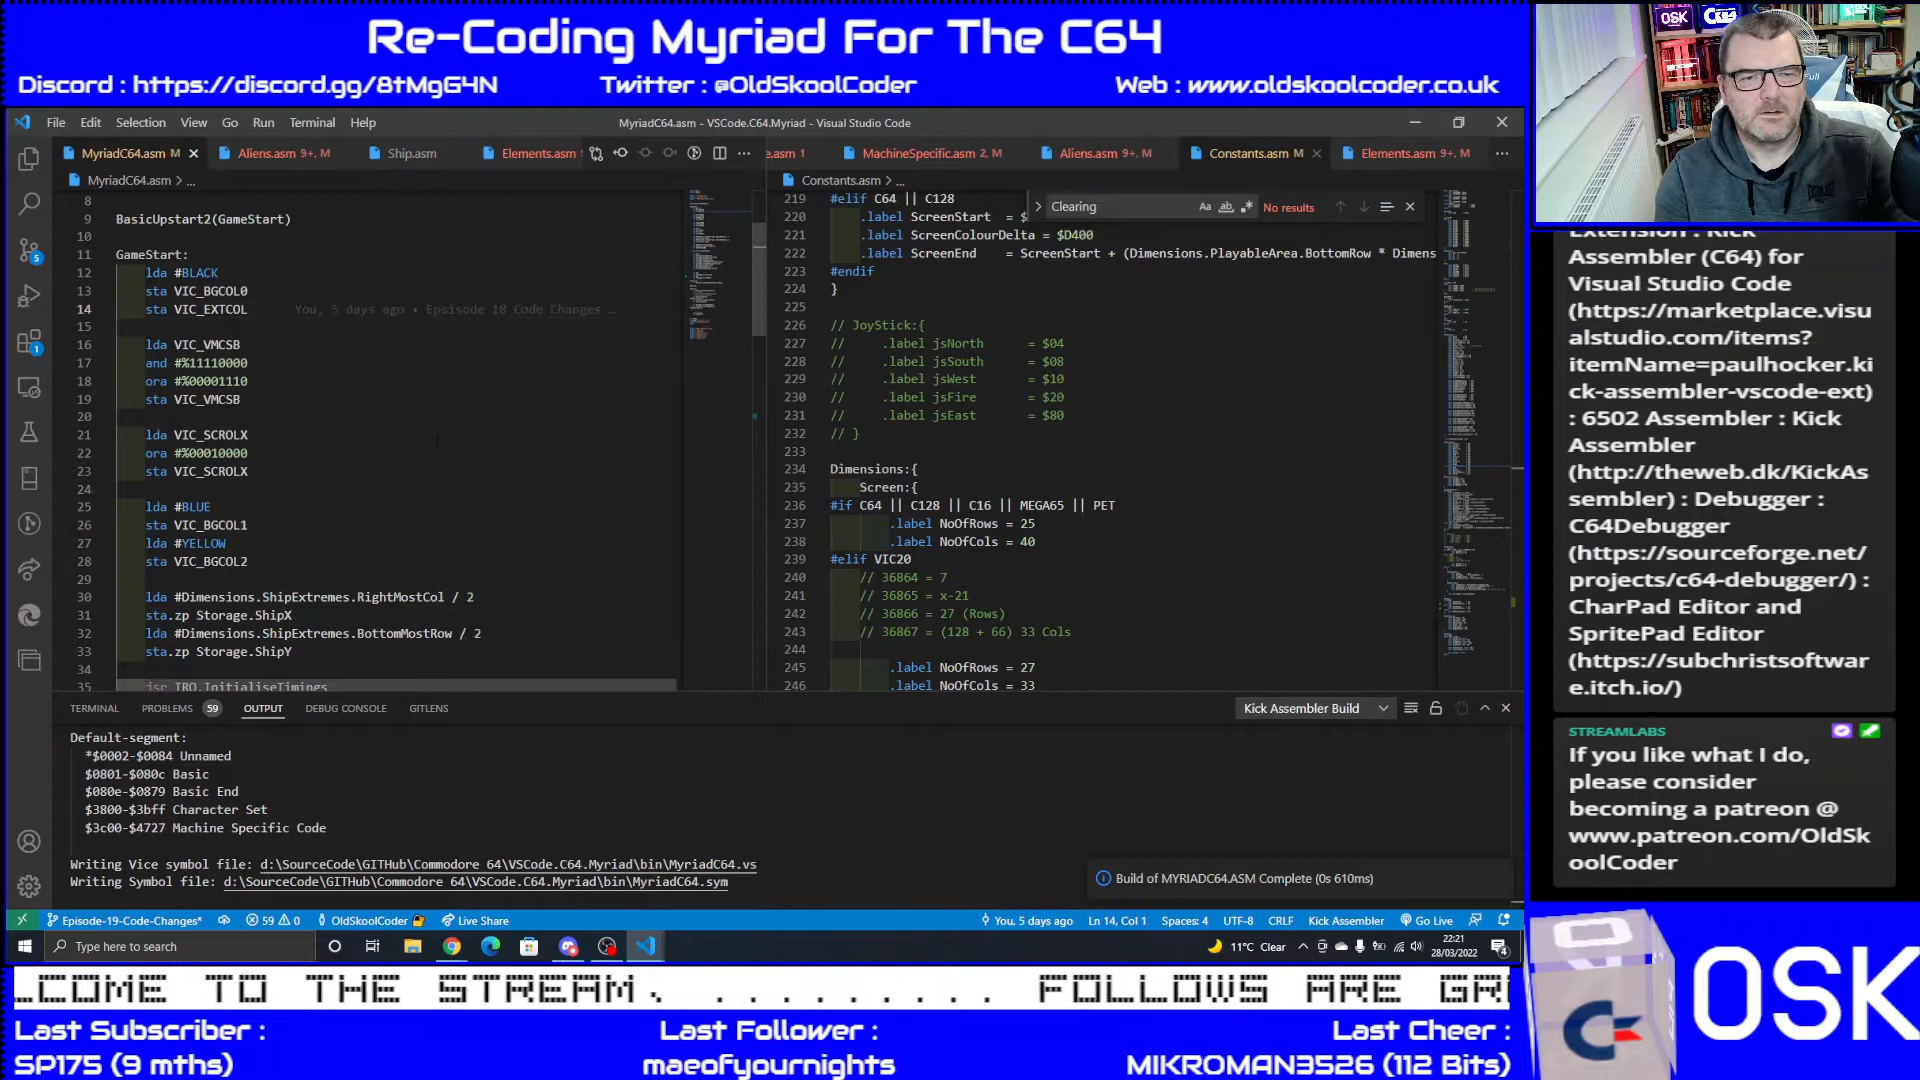 Re-Coding Myriad For The C64
Discord : https://discord.gg/8tMgG4N
Twitter : @OldSkoolCoder
Web : www.oldskoolcoder.co.uk
File Edit Selection View Go Run Terminal Help
MyriadC64.asm - VSCode.C64.Myriad - Visual Studio Code
MyriadC64.asm M
Aliens.asm 9+, M
Ship.asm
Elements.asm
e.asm 1
MachineSpecific.asm 2, M
Aliens.asm 9+, M
Constants.asm M
Elements.asm 9+, M
MyriadC64.asm > ...
8
9 BasicUpstart2(GameStart)
10
11 GameStart:
12 lda #BLACK
13 sta VIC_BGCOL0
14 sta VIC_EXTCOL You, 5 days ago • Epsisode 18 Code Changes …
15
16 lda VIC_VMCSB
17 and #%11110000
18 ora #%00001110
19 sta VIC_VMCSB
20
21 lda VIC_SCROLX
22 ora #%00010000
23 sta VIC_SCROLX
24
25 lda #BLUE
26 sta VIC_BGCOL1
27 lda #YELLOW
28 sta VIC_BGCOL2
29
30 lda #Dimensions.ShipExtremes.RightMostCol / 2
31 sta.zp Storage.ShipX
32 lda #Dimensions.ShipExtremes.BottomMostRow / 2
33 sta.zp Storage.ShipY
34
35 jsr IRQ.InitialiseTimings
Constants.asm > ...
Clearing
Aa ab .*
No results
219 #elif C64 || C128
220 .label ScreenStart = $
221 .label ScreenColourDelta = $D400
222 .label ScreenEnd = ScreenStart + (Dimensions.PlayableArea.BottomRow * Dimens
223 #endif
224 }
225
226 // JoyStick:{
227 // .label jsNorth = $04
228 // .label jsSouth = $08
229 // .label jsWest = $10
230 // .label jsFire = $20
231 // .label jsEast = $80
232 // }
233
234 Dimensions:{
235 Screen:{
236 #if C64 || C128 || C16 || MEGA65 || PET
237 .label NoOfRows = 25
238 .label NoOfCols = 40
239 #elif VIC20
240 // 36864 = 7
241 // 36865 = x-21
242 // 36866 = 27 (Rows)
243 // 36867 = (128 + 66) 33 Cols
244
245 .label NoOfRows = 27
246 .label NoOfCols = 33
TERMINAL PROBLEMS 59 OUTPUT DEBUG CONSOLE GITLENS
Kick Assembler Build
Default-segment:
*$0002-$0084 Unnamed
$0801-$080c Basic
$080e-$0879 Basic End
$3800-$3bff Character Set
$3c00-$4727 Machine Specific Code
Writing Vice symbol file: d:\SourceCode\GITHub\Commodore 64\VSCode.C64.Myriad\bin\MyriadC64.vs
Writing Symbol file: d:\SourceCode\GITHub\Commodore 64\VSCode.C64.Myriad\bin\MyriadC64.sym
Build of MYRIADC64.ASM Complete (0s 610ms)
Episode-19-Code-Changes* 59 0 OldSkoolCoder Live Share
You, 5 days ago Ln 14, Col 1 Spaces: 4 UTF-8 CRLF Kick Assembler Go Live
Type here to search
11°C Clear
22:21
28/03/2022
4
5
1
OSK
C64
Full
Extension : Kick
Assembler (C64) for
Visual Studio Code
(https://marketplace.visu
alstudio.com/items?
itemName=paulhocker.ki
ck-assembler-vscode-ext)
: 6502 Assembler : Kick
Assembler
(http://theweb.dk/KickAs
sembler) : Debugger :
C64Debugger
(https://sourceforge.net/
projects/c64-debugger/) :
CharPad Editor and
SpritePad Editor
(https://subchristsoftwar
e.itch.io/)
STREAMLABS
If you like what I do,
please consider
becoming a patreon @
www.patreon.com/OldSk
oolCoder
OSK
LCOME TO THE STREAM. . . . . . . . . FOLLOWS ARE GR
Last Subscriber :
SP175 (9 mths)
Last Follower :
maeofyournights
Last Cheer :
MIKROMAN3526 (112 Bits)